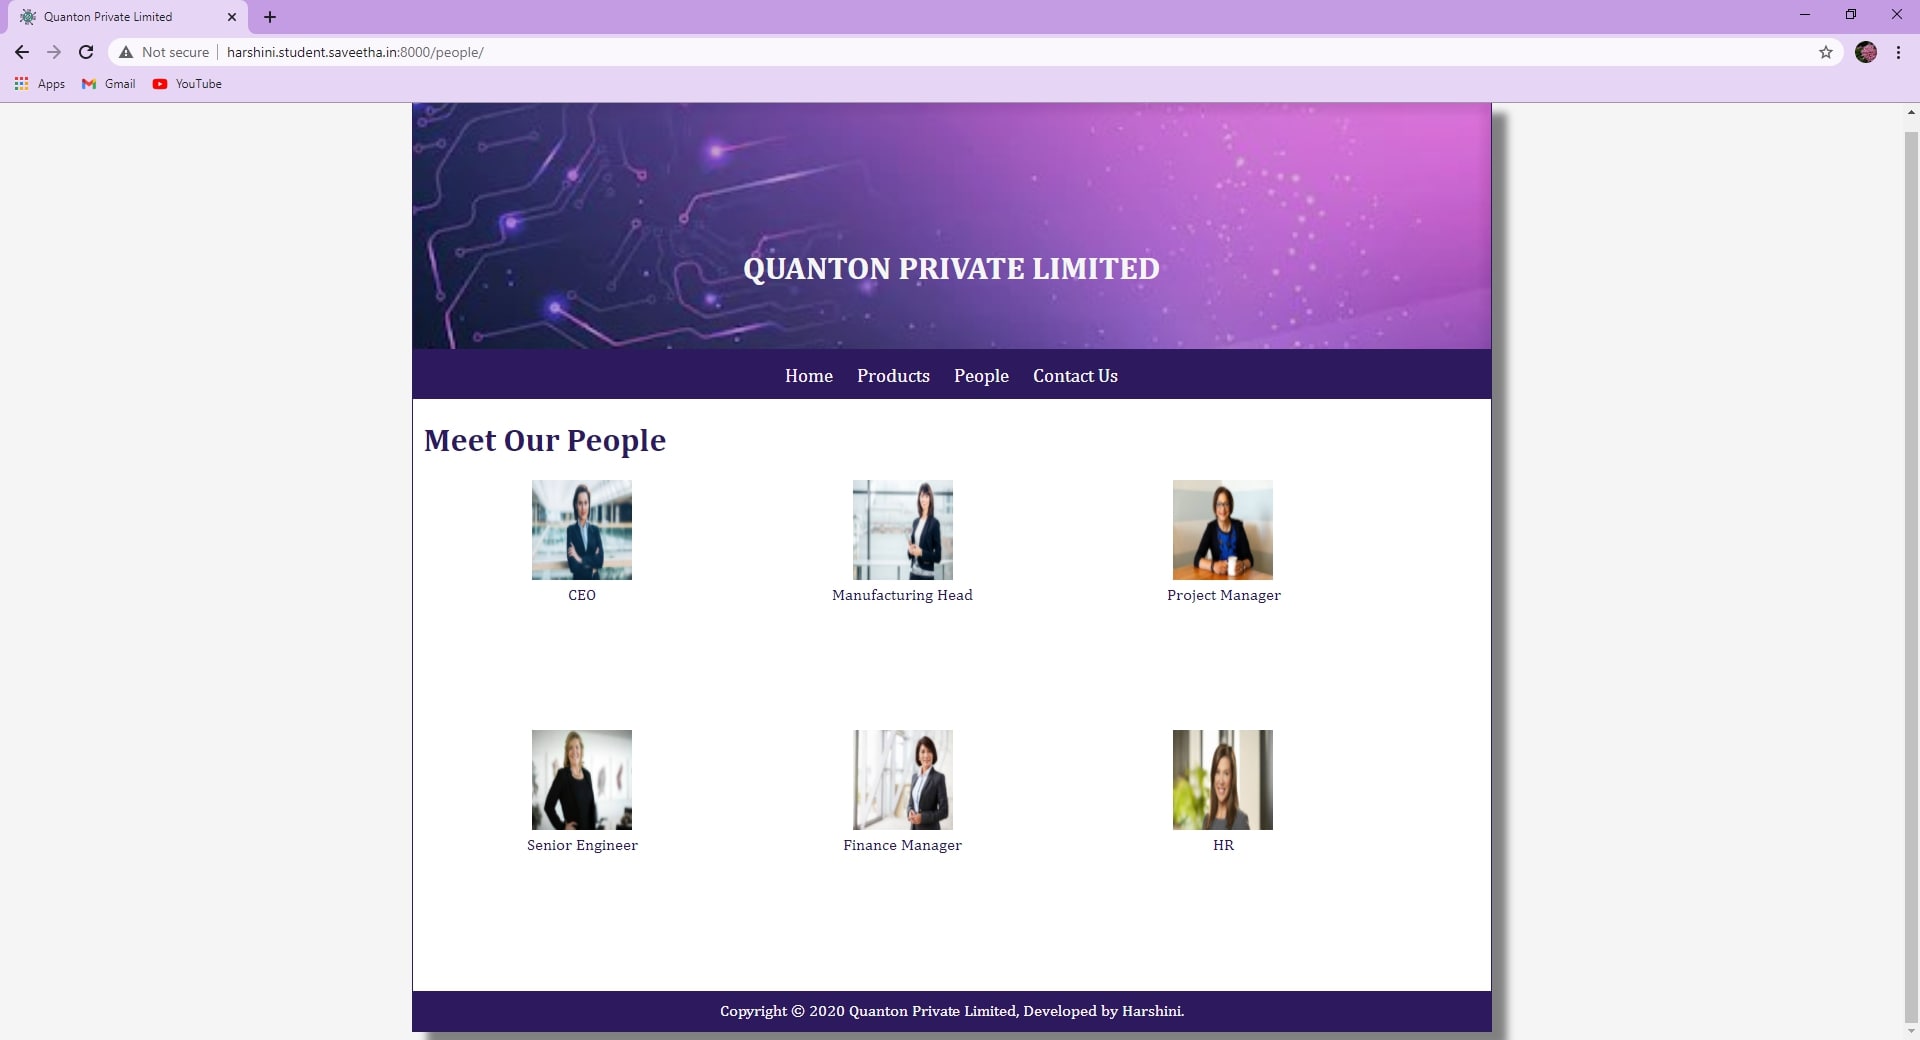 Quanton Private Limited
Not secure harshini.student.saveetha.in:8000/people/
Apps Gmail YouTube
QUANTON PRIVATE LIMITED
Home Products People Contact Us
Meet Our People
CEO Manufacturing Head Project Manager
Senior Engineer Finance Manager HR
Copyright © 2020 Quanton Private Limited, Developed by Harshini.